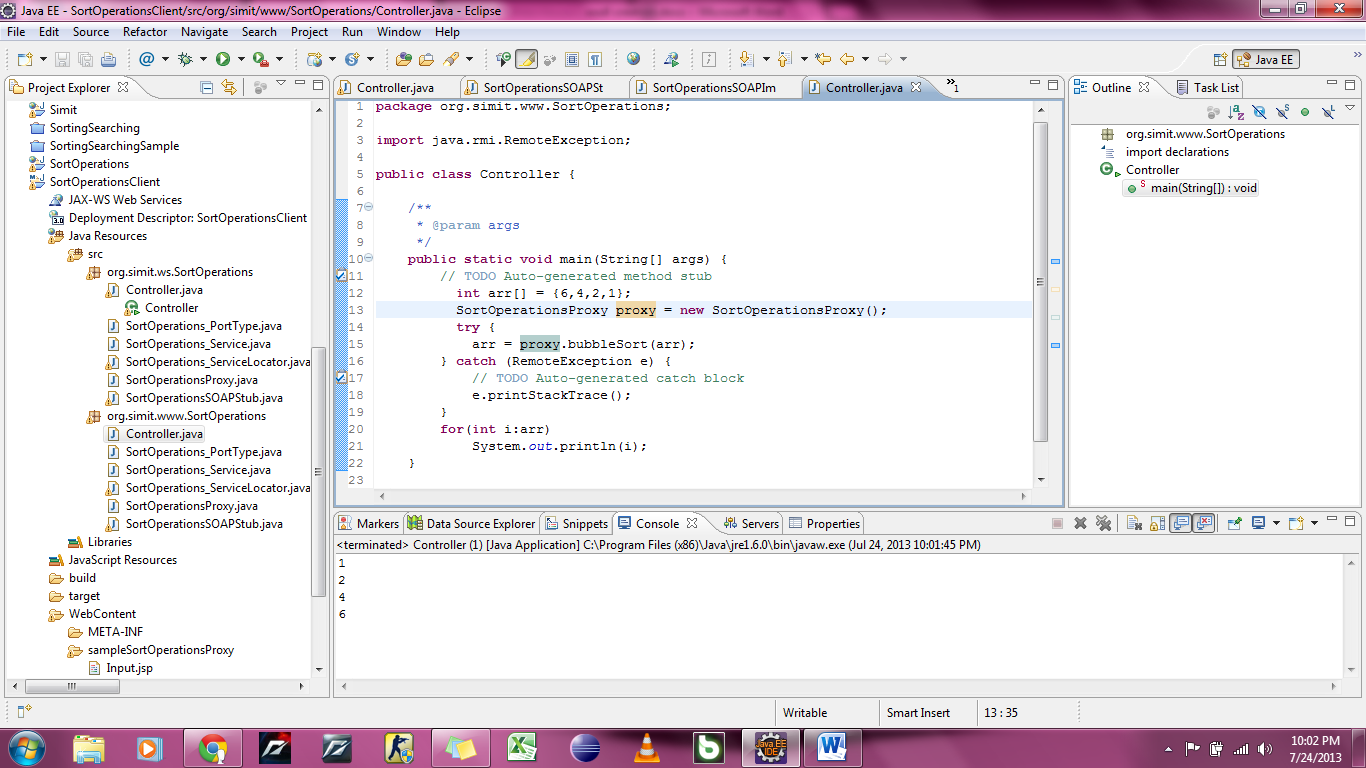 Java EE - SortOperationsClient/src/org/simit/www/SortOperations/Controller.java - Eclipse
File Edit Source Refactor Navigate Search Project Run Window Help
Java EE
Project Explorer
Simit
SortingSearching
SortingSearchingSample
SortOperations
SortOperationsClient
JAX-WS Web Services
Deployment Descriptor: SortOperationsClient
Java Resources
src
org.simit.ws.SortOperations
Controller.java
Controller
SortOperations_PortType.java
SortOperations_Service.java
SortOperations_ServiceLocator.java
SortOperationsProxy.java
SortOperationsSOAPStub.java
org.simit.www.SortOperations
Controller.java
SortOperations_PortType.java
SortOperations_Service.java
SortOperations_ServiceLocator.java
SortOperationsProxy.java
SortOperationsSOAPStub.java
Libraries
JavaScript Resources
build
target
WebContent
META-INF
sampleSortOperationsProxy
Input.jsp
Controller.java SortOperationsSOAPSt SortOperationsSOAPIm Controller.java »1
1 package org.simit.www.SortOperations;
2
3 import java.rmi.RemoteException;
4
5 public class Controller {
6
7 /**
8 * @param args
9 */
10 public static void main(String[] args) {
11 // TODO Auto-generated method stub
12 int arr[] = {6,4,2,1};
13 SortOperationsProxy proxy = new SortOperationsProxy();
14 try {
15 arr = proxy.bubbleSort(arr);
16 } catch (RemoteException e) {
17 // TODO Auto-generated catch block
18 e.printStackTrace();
19 }
20 for(int i:arr)
21 System.out.println(i);
22 }
23
Outline Task List
org.simit.www.SortOperations
import declarations
Controller
main(String[]) : void
Markers Data Source Explorer Snippets Console Servers Properties
<terminated> Controller (1) [Java Application] C:\Program Files (x86)\Java\jre1.6.0\bin\javaw.exe (Jul 24, 2013 10:01:45 PM)
1
2
4
6
Writable Smart Insert 13 : 35
Java EE
IDE
10:02 PM
7/24/2013